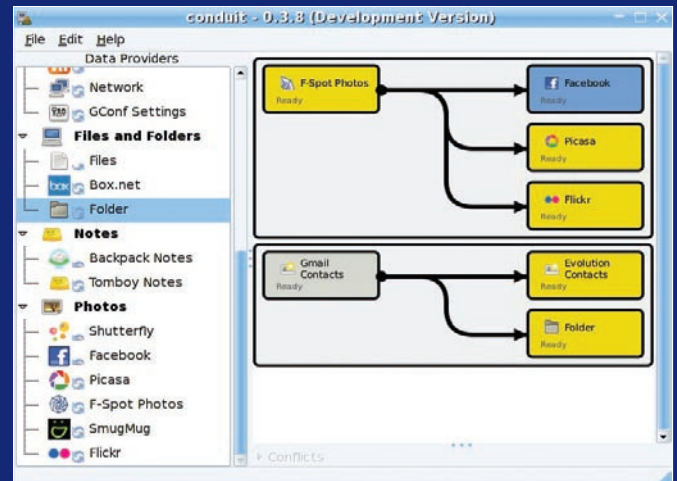 conduit - 0.3.8 (Development Version)
File Edit Help
Data Providers
Network
GConf Settings
Files and Folders
Files
box Box.net
Folder
Notes
Backpack Notes
Tomboy Notes
Photos
Shutterfly
Facebook
Picasa
F-Spot Photos
SmugMug
Flickr
F-Spot Photos
Ready
Facebook
Ready
Picasa
Ready
Flickr
Ready
Gmail
Contacts
Ready
Evolution
Contacts
Ready
Folder
Ready
Conflicts